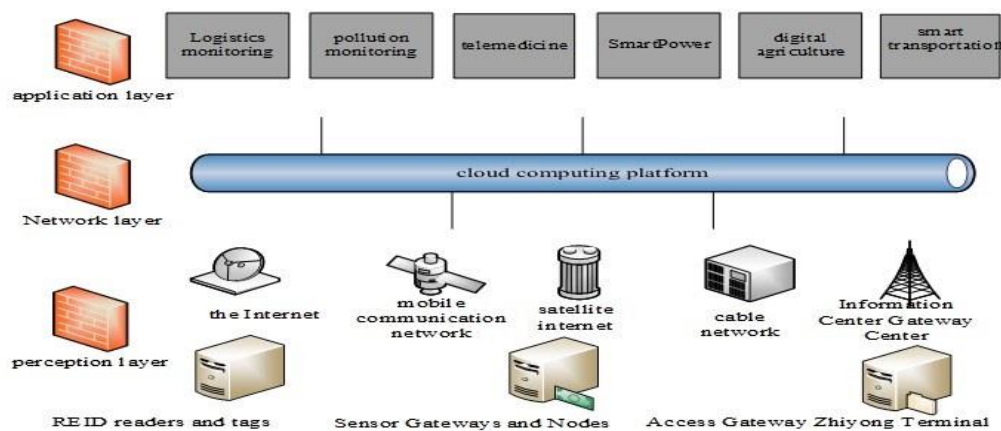 Logistics
monitoring
pollution
monitoring
telemedicine
SmartPower
digital
agriculture
smart
transportation
application layer
cloud computing platform
Network layer
the Internet
mobile
communication
network
satellite
internet
cable
network
Information
Center Gateway
Center
perception layer
REID readers and tags
Sensor Gateways and Nodes
Access Gateway Zhiyong Terminal